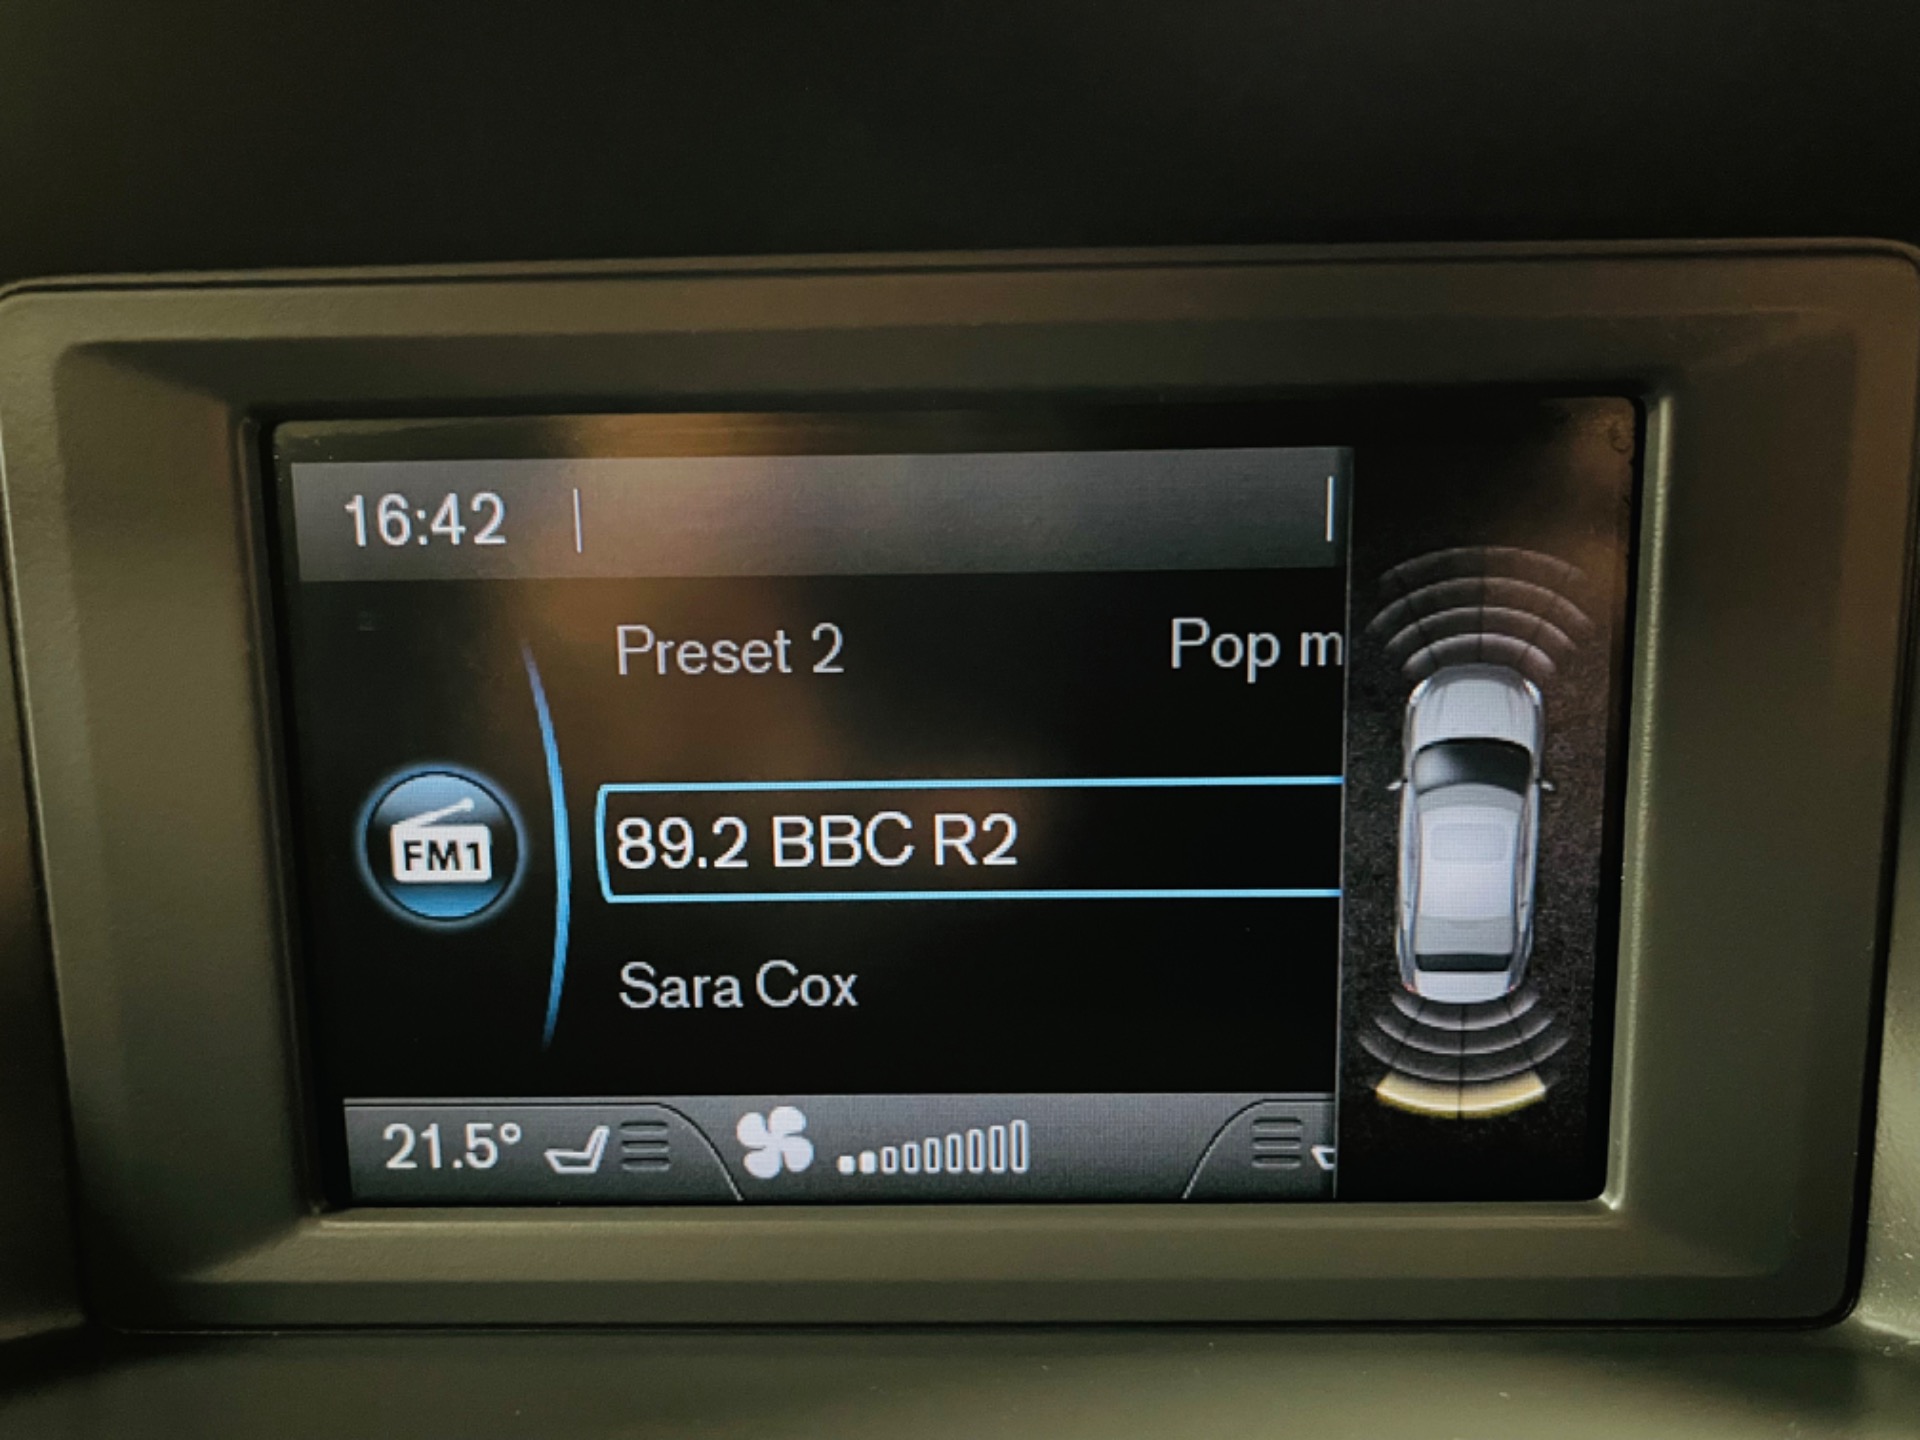 16:42
Preset 2 Pop m
FM1
89.2 BBC R2
Sara Cox
21.5°